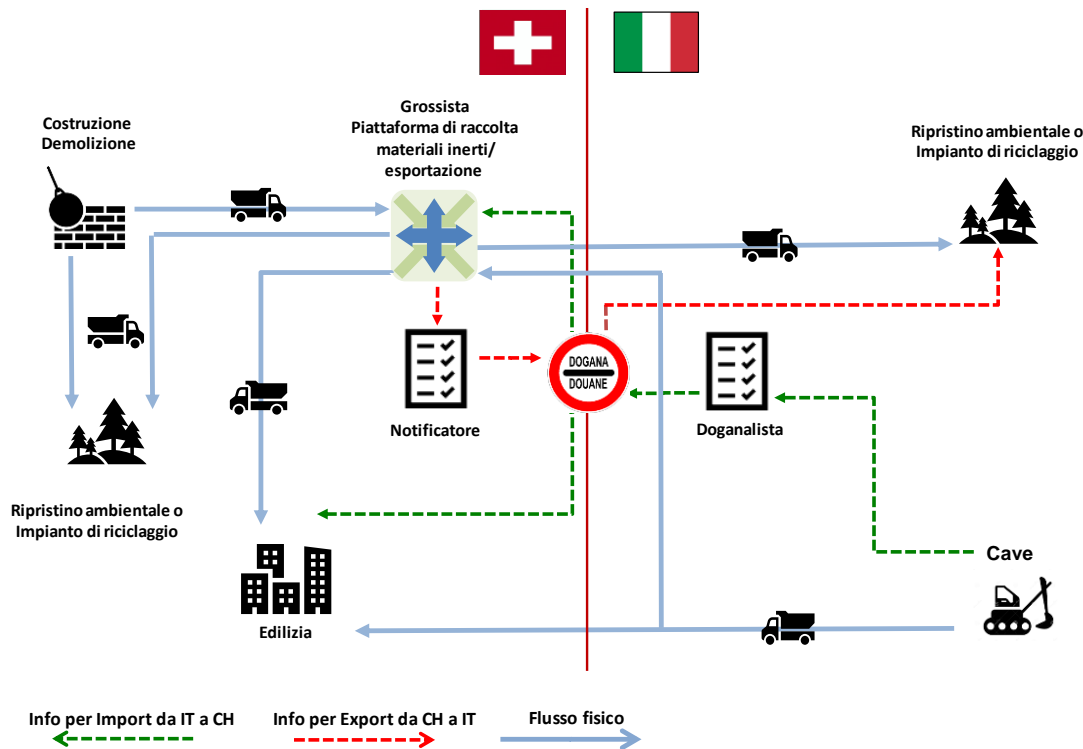 Grossista
Piattaforma di raccolta
materiali inerti/
esportazione
Costruzione
Demolizione
Ripristino ambientale o
Impianto di riciclaggio
DOGANA
DOUANE
Notificatore
Doganalista
Ripristino ambientale o
Impianto di riciclaggio
Cave
Edilizia
Info per Import da IT a CH
Info per Export da CH a IT
Flusso fisico